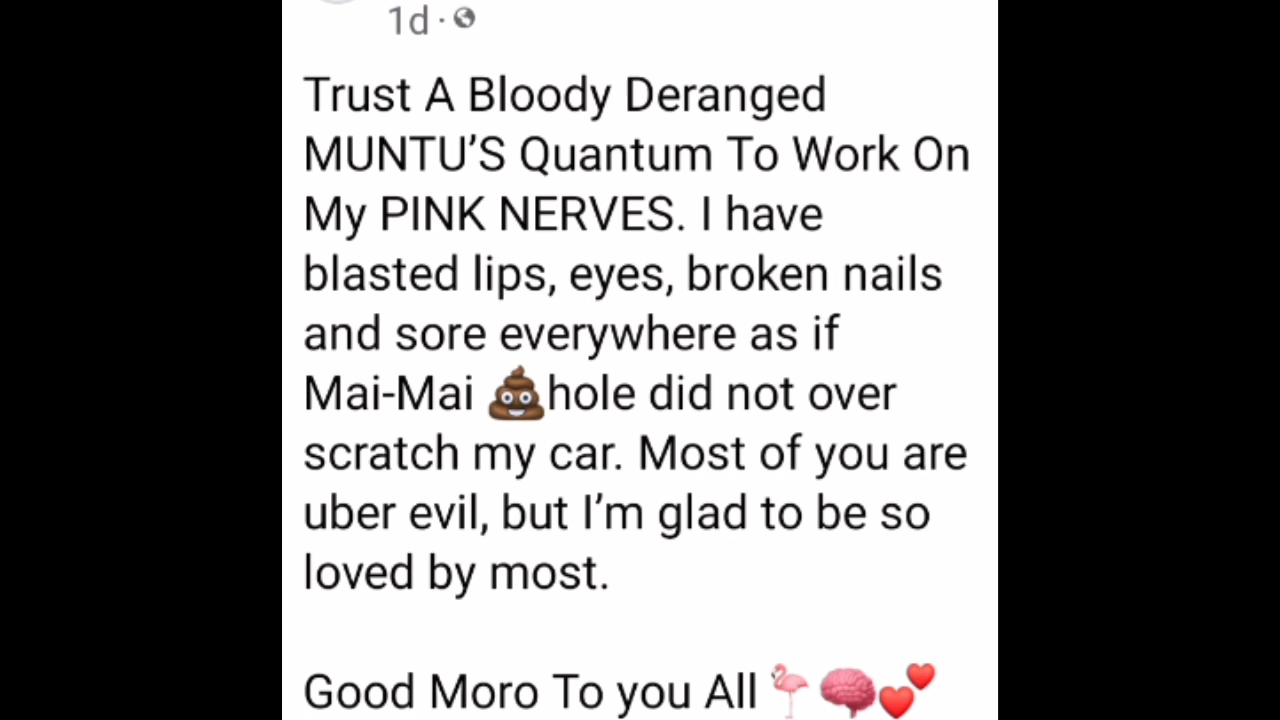 1d ·
Trust A Bloody Deranged
MUNTU’S Quantum To Work On
My PINK NERVES. I have
blasted lips, eyes, broken nails
and sore everywhere as if
Mai-Mai 💩hole did not over
scratch my car. Most of you are
uber evil, but I’m glad to be so
loved by most.
Good Moro To you All 🦩🧠💕